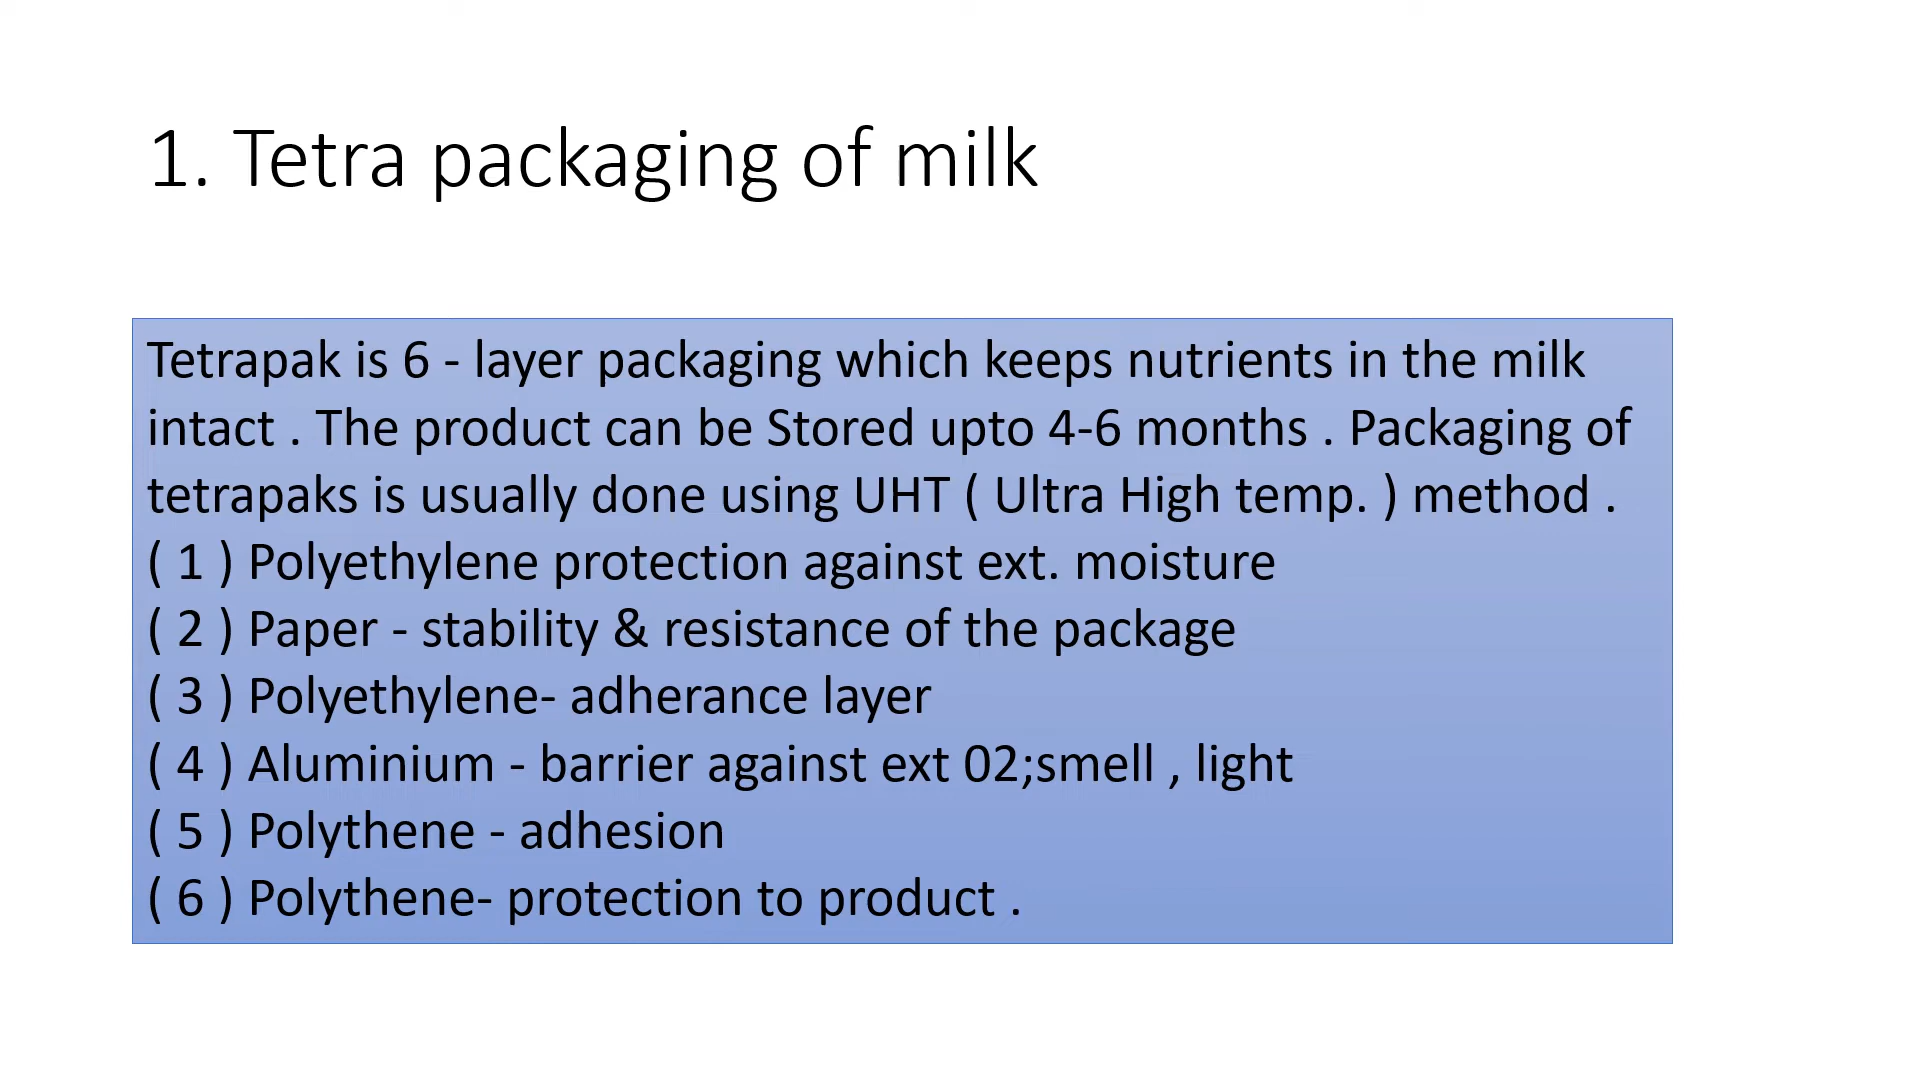 1. Tetra packaging of milk
Tetrapak is 6 - layer packaging which keeps nutrients in the milk
intact . The product can be Stored upto 4-6 months . Packaging of
tetrapaks is usually done using UHT ( Ultra High temp. ) method .
( 1 ) Polyethylene protection against ext. moisture
( 2 ) Paper - stability & resistance of the package
( 3 ) Polyethylene- adherance layer
( 4 ) Aluminium - barrier against ext 02;smell , light
( 5 ) Polythene - adhesion
( 6 ) Polythene- protection to product .